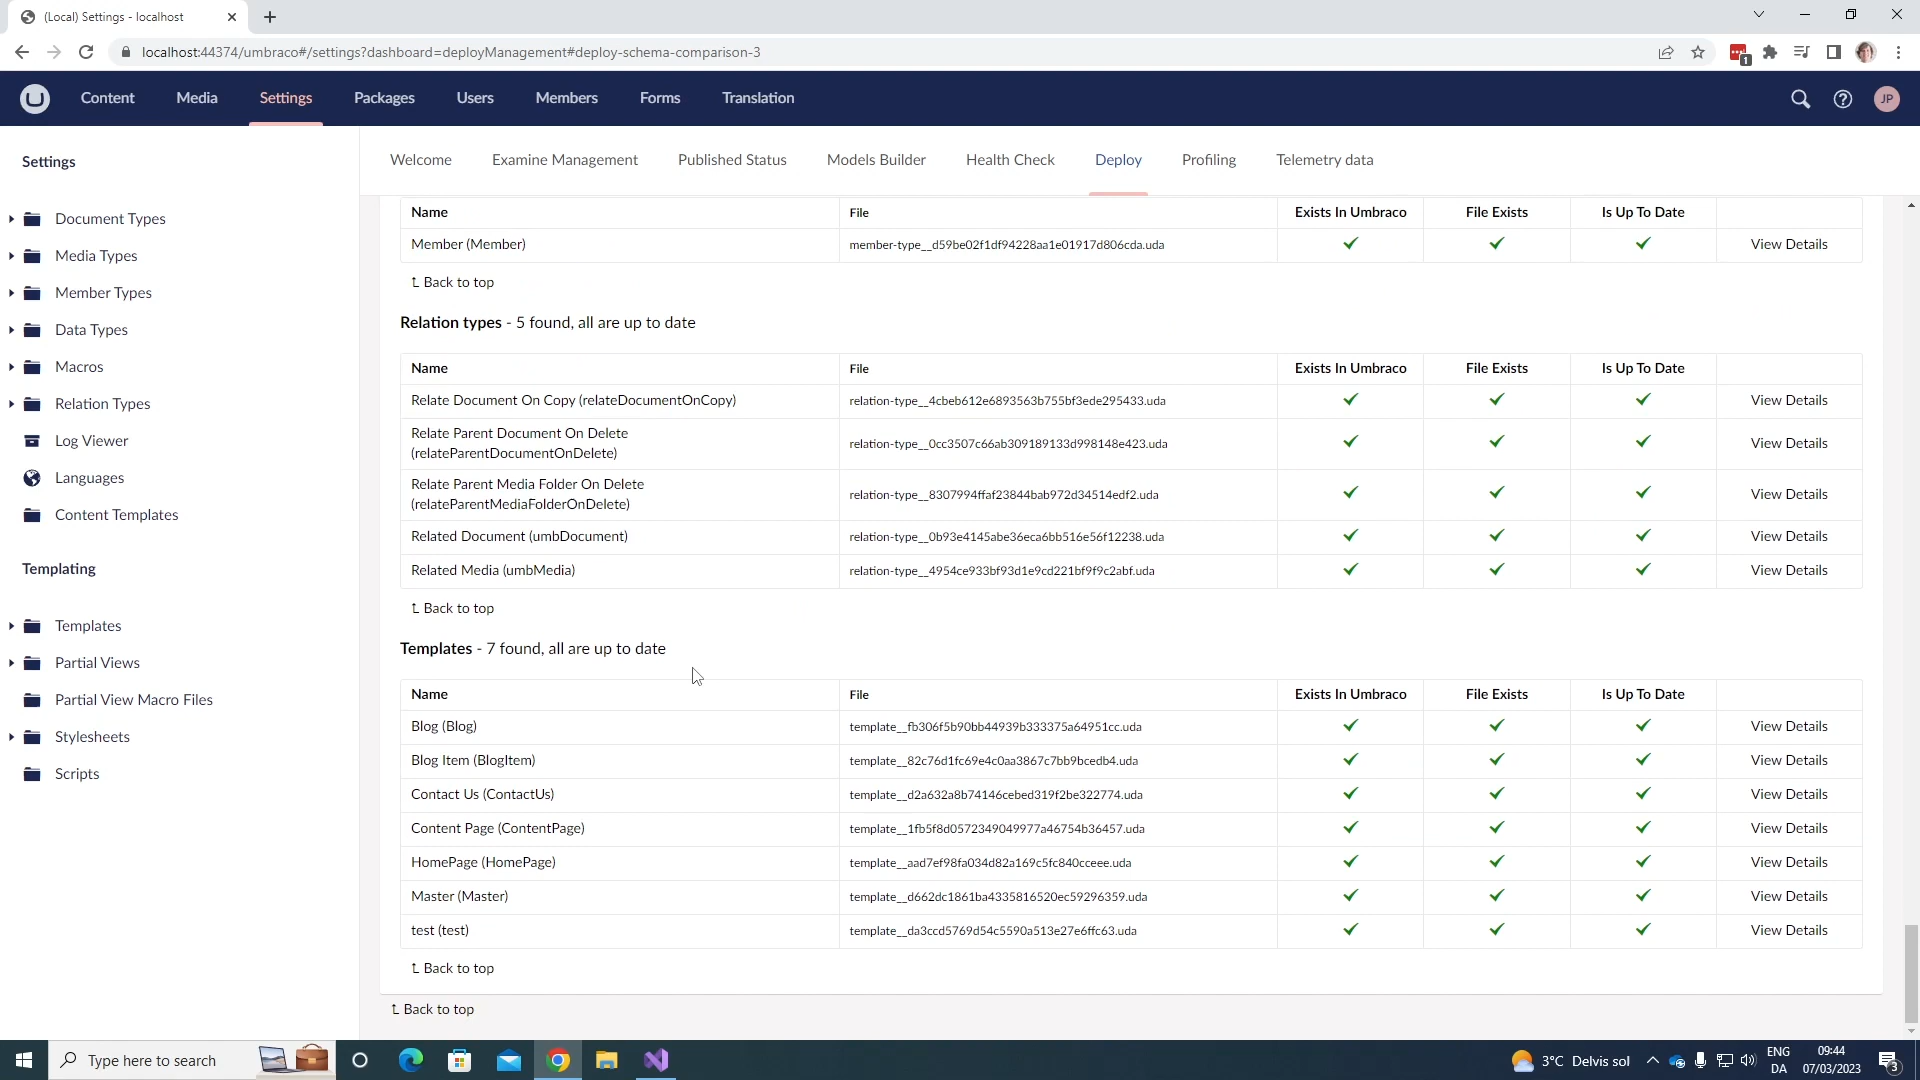 (Local) Settings - localhost
localhost:44374/umbraco#/settings?dashboard=deployManagement#deploy-schema-comparison-3
1
Content Media Settings Packages Users Members Forms Translation
JP
Settings
Document Types
Media Types
Member Types
Data Types
Macros
Relation Types
Log Viewer
Languages
Content Templates
Templating
Templates
Partial Views
Partial View Macro Files
Stylesheets
Scripts
Welcome Examine Management Published Status Models Builder Health Check Deploy Profiling Telemetry data
Name File Exists In Umbraco File Exists Is Up To Date
Member (Member) member-type__d59be02f1df94228aa1e01917d806cda.uda View Details
Back to top
Relation types - 5 found, all are up to date
Name File Exists In Umbraco File Exists Is Up To Date
Relate Document On Copy (relateDocumentOnCopy) relation-type__4cbeb612e6893563b755bf3ede295433.uda View Details
Relate Parent Document On Delete
(relateParentDocumentOnDelete) relation-type__0cc3507c66ab309189133d998148e423.uda View Details
Relate Parent Media Folder On Delete
(relateParentMediaFolderOnDelete) relation-type__8307994ffaf23844bab972d34514edf2.uda View Details
Related Document (umbDocument) relation-type__0b93e4145abe36eca6bb516e56f12238.uda View Details
Related Media (umbMedia) relation-type__4954ce933bf93d1e9cd221bf9f9c2abf.uda View Details
Back to top
Templates - 7 found, all are up to date
Name File Exists In Umbraco File Exists Is Up To Date
Blog (Blog) template__fb306f5b90bb44939b333375a64951cc.uda View Details
Blog Item (BlogItem) template__82c76d1fc69e4c0aa3867c7bb9bcedb4.uda View Details
Contact Us (ContactUs) template__d2a632a8b74146cebed319f2be322774.uda View Details
Content Page (ContentPage) template__1fb5f8d0572349049977a46754b36457.uda View Details
HomePage (HomePage) template__aad7ef98fa034d82a169c5fc840cceee.uda View Details
Master (Master) template__d662dc1861ba4335816520ec59296359.uda View Details
test (test) template__da3ccd5769d54c5590a513e27e6ffc63.uda View Details
Back to top
Back to top
Type here to search
3°C Delvis sol
ENG
DA
09:44
07/03/2023
3